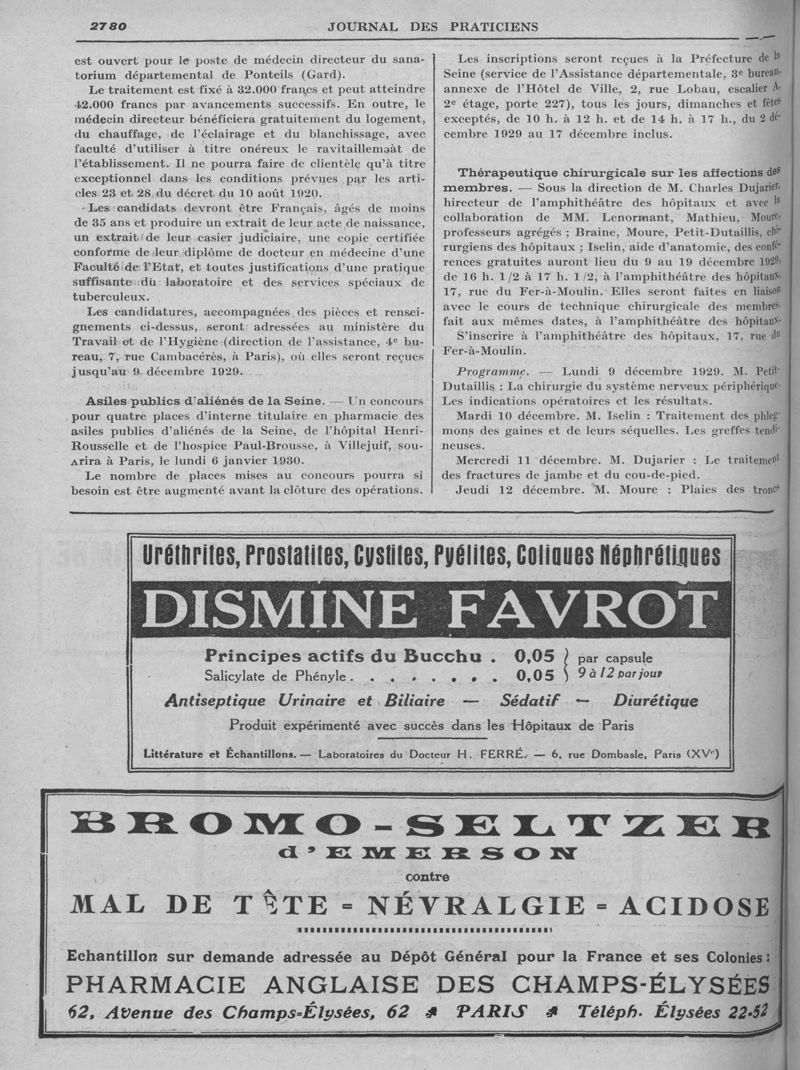 2780
JOURNAL DES PRATICIENS
est ouvert pour le poste de médecin directeur du sana-
torium départemental de Ponteils (Gard).
Le traitement est fixé à 32.000 francs et peut atteindre
42.000 francs par avancements successifs. En outre, le
médecin directeur bénéficiera gratuitement du logement,
du chauffage, de l'éclairage et du blanchissage, avec
faculté d'utiliser à titre onéreux le ravitaillement de
l'établissement. Il ne pourra faire de clientèle qu'à titre
exceptionnel dans les conditions prévues par les arti-
cles 23 et 28 du décret du 10 août 1920.
Les candidats devront être Français, âgés de moins
de 35 ans et produire un extrait de leur acte de naissance,
un extrait de leur casier judiciaire, une copie certifiée
conforme de leur diplôme de docteur en médecine d'une
Faculté de l'Etat, et toutes justifications d'une pratique
suffisante du laboratoire et des services spéciaux de
tuberculeux.
Les candidatures, accompagnées des pièces et rensei-
gnements ci-dessus, seront adressées au ministère du
Travail et de l'Hygiène (direction de l'assistance, 4e bu-
reau, 7, rue Cambacérès, à Paris), où elles seront reçues
jusqu'au 9 décembre 1929.
Asiles publics d'aliénés de la Seine. — Un concours
pour quatre places d'interne titulaire en pharmacie des
asiles publics d'aliénés de la Seine, de l'hôpital Henri-
Rousselle et de l'hospice Paul-Brousse, à Villejuif, sou-
vrira à Paris, le lundi 6 janvier 1930.
Le nombre de places mises au concours pourra si
besoin est être augmenté avant la clôture des opérations.
Les inscriptions seront reçues à la Préfecture de la
Seine (service de l'Assistance départementale, 3e bureau-
annexe de l'Hôtel de Ville, 2, rue Lobau, escalier A-
2e étage, porte 227), tous les jours, dimanches et fêtes
exceptés, de 10 h. à 12 h. et de 14 h. à 17 h., du 2 dé-
cembre 1929 au 17 décembre inclus.
Thérapeutique chirurgicale sur les affections des
membres. — Sous la direction de M. Charles Dujarier,
hirecteur de l'amphithéâtre des hôpitaux et avec la
collaboration de MM. Lenormant, Mathieu, Moure,
professeurs agrégés ; Braine, Moure, Petit-Dutaillis, chi-
rurgiens des hôpitaux ; Iselin, aide d'anatomie, des confé-
rences gratuites auront lieu du 9 au 19 décembre 1929,
de 16 h. 1/2 à 17 h. 1/2, à l'amphithéâtre des hôpitaux,
17, rue du Fer-à-Moulin. Elles seront faites en liaison
avec le cours de technique chirurgicale des membres,
fait aux mêmes dates, à l'amphithéâtre des hôpitaux.
S'inscrire à l'amphithéâtre des hôpitaux, 17, rue du
Fer-à-Moulin.
Programme. — Lundi 9 décembre 1929. M. Petit-
Dutaillis : La chirurgie du système nerveux périphérique.
Les indications opératoires et les résultats.
Mardi 10 décembre. M. Iselin : Traitement des phleg-
mons des gaines et de leurs séquelles. Les greffes tendi-
neuses.
Mercredi 11 décembre. M. Dujarier : Le traitement
des fractures de jambe et du cou-de-pied.
Jeudi 12 décembre. M. Moure : Plaies des troncs
Uréthrites, Prostatites, Cystites, Pyélites, Coliques Néphrétiques
DISMINE FAVROT
Principes actifs du Bucchu . 0,05 } par capsule
Salicylate de Phényle . . . . . . . 0,05 } 9 à 12 par jour
Antiseptique Urinaire et Biliaire — Sédatif — Diurétique
Produit expérimenté avec succès dans les Hôpitaux de Paris
Littérature et Échantillons. — Laboratoires du Docteur H. FERRÉ. — 6, rue Dombasle, Paris (XVe)
BROMO-SELTZER
d'EMERSON
contre
MAL DE TÊTE = NÉVRALGIE = ACIDOSE
Echantillon sur demande adressée au Dépôt Général pour la France et ses Colonies :
PHARMACIE ANGLAISE DES CHAMPS-ÉLYSÉES
62, Avenue des Champs-Élysées, 62 PARIS Téléph. Élysées 22-52